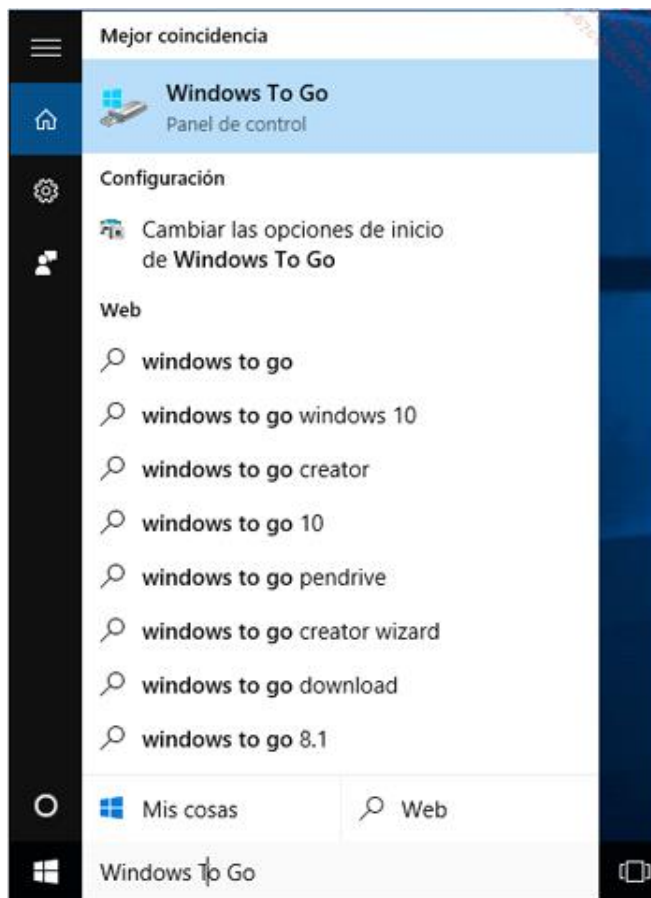 Mejor coincidencia
Windows To Go
Panel de control
Configuración
Cambiar las opciones de inicio
de Windows To Go
Web
windows to go
windows to go windows 10
windows to go creator
windows to go 10
windows to go pendrive
windows to go creator wizard
windows to go download
windows to go 8.1
Mis cosas
Web
Windows To Go